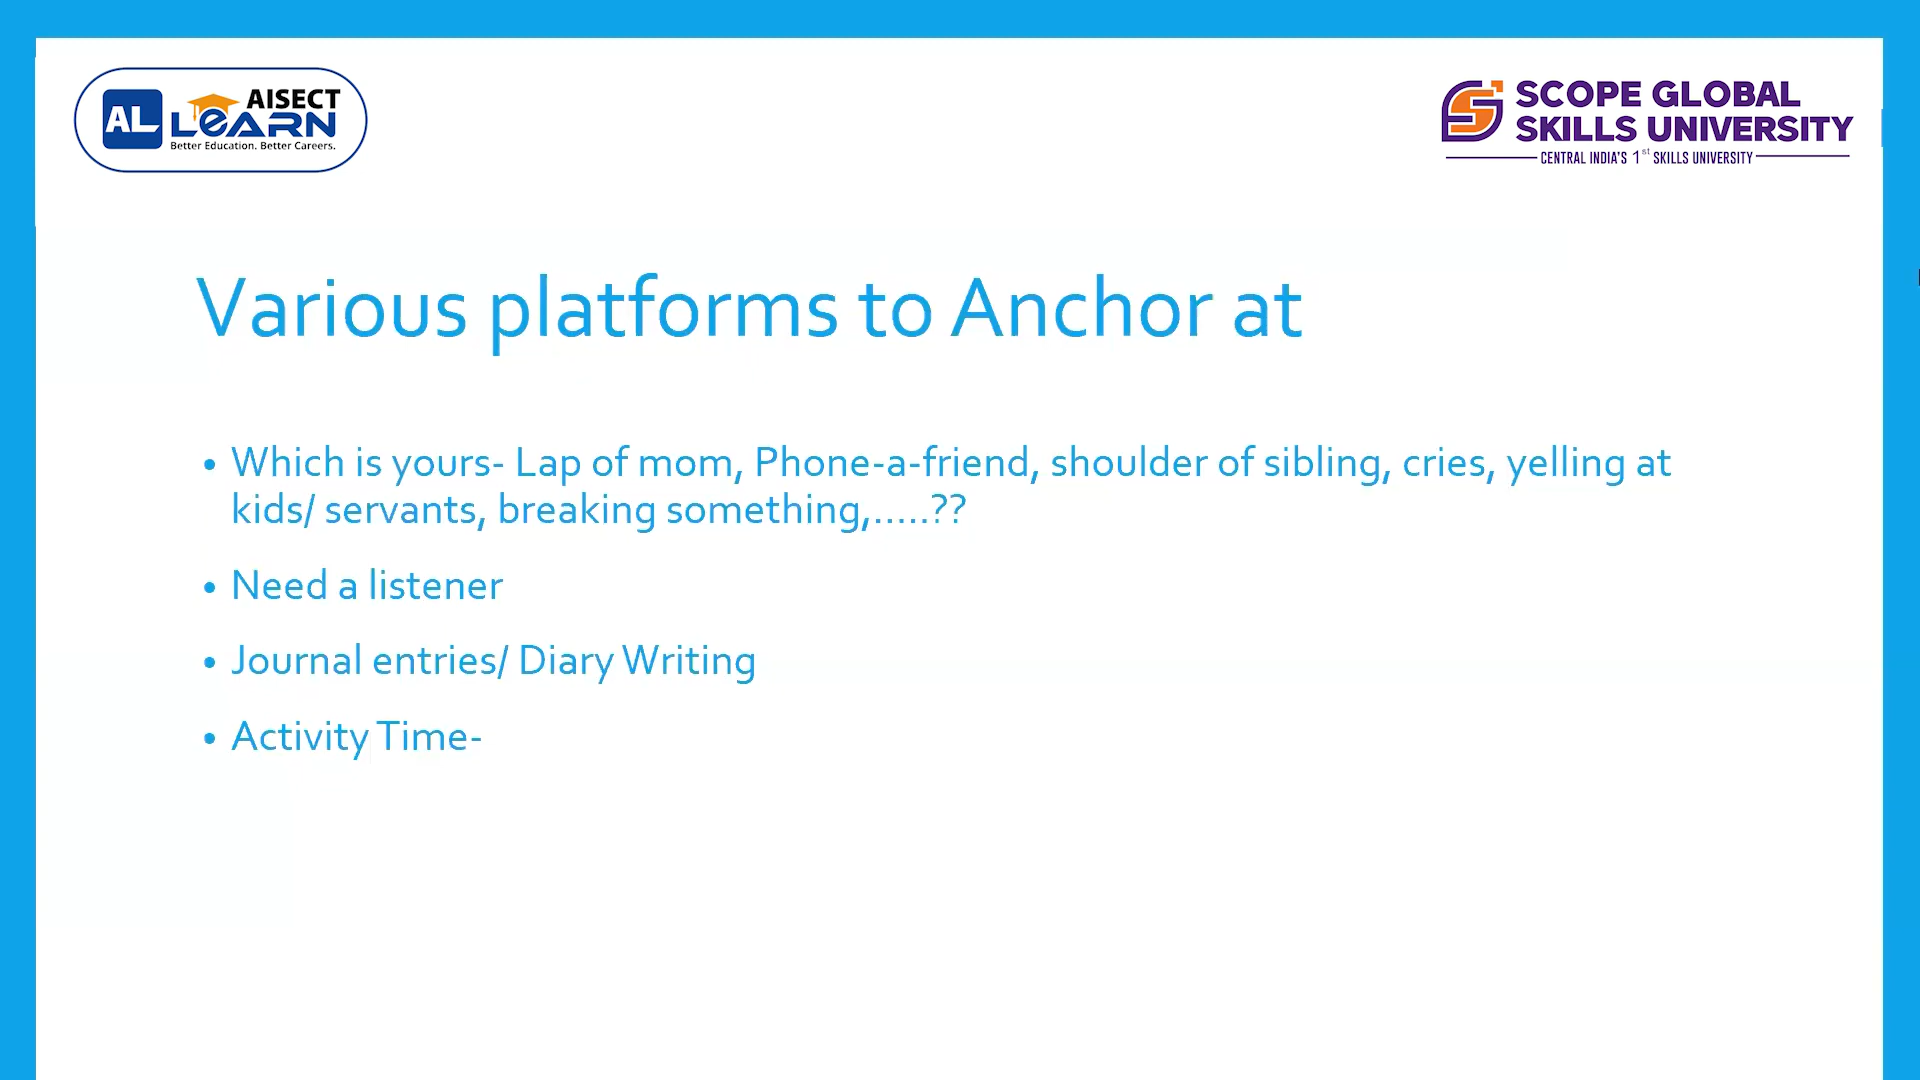 AL AISECT
LEARN
Better Education. Better Careers.
SCOPE GLOBAL
SKILLS UNIVERSITY
CENTRAL INDIA'S 1st SKILLS UNIVERSITY
Various platforms to Anchor at
• Which is yours- Lap of mom, Phone-a-friend, shoulder of sibling, cries, yelling at
kids/ servants, breaking something,.....??
• Need a listener
• Journal entries/ Diary Writing
• Activity Time-